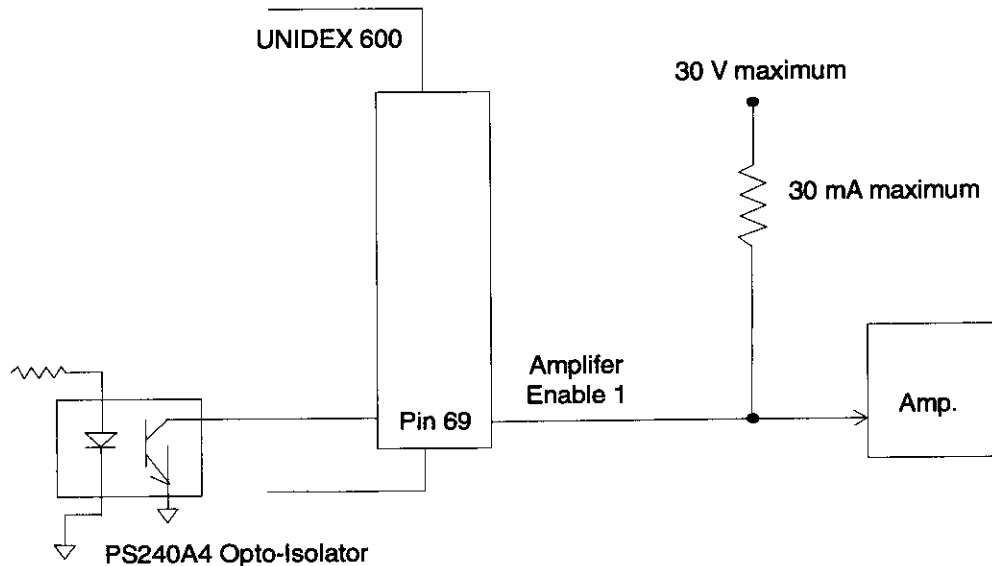 UNIDEX 600
30 V maximum
30 mA maximum
Amplifer
Enable 1
Pin 69
Amp.
PS240A4 Opto-Isolator